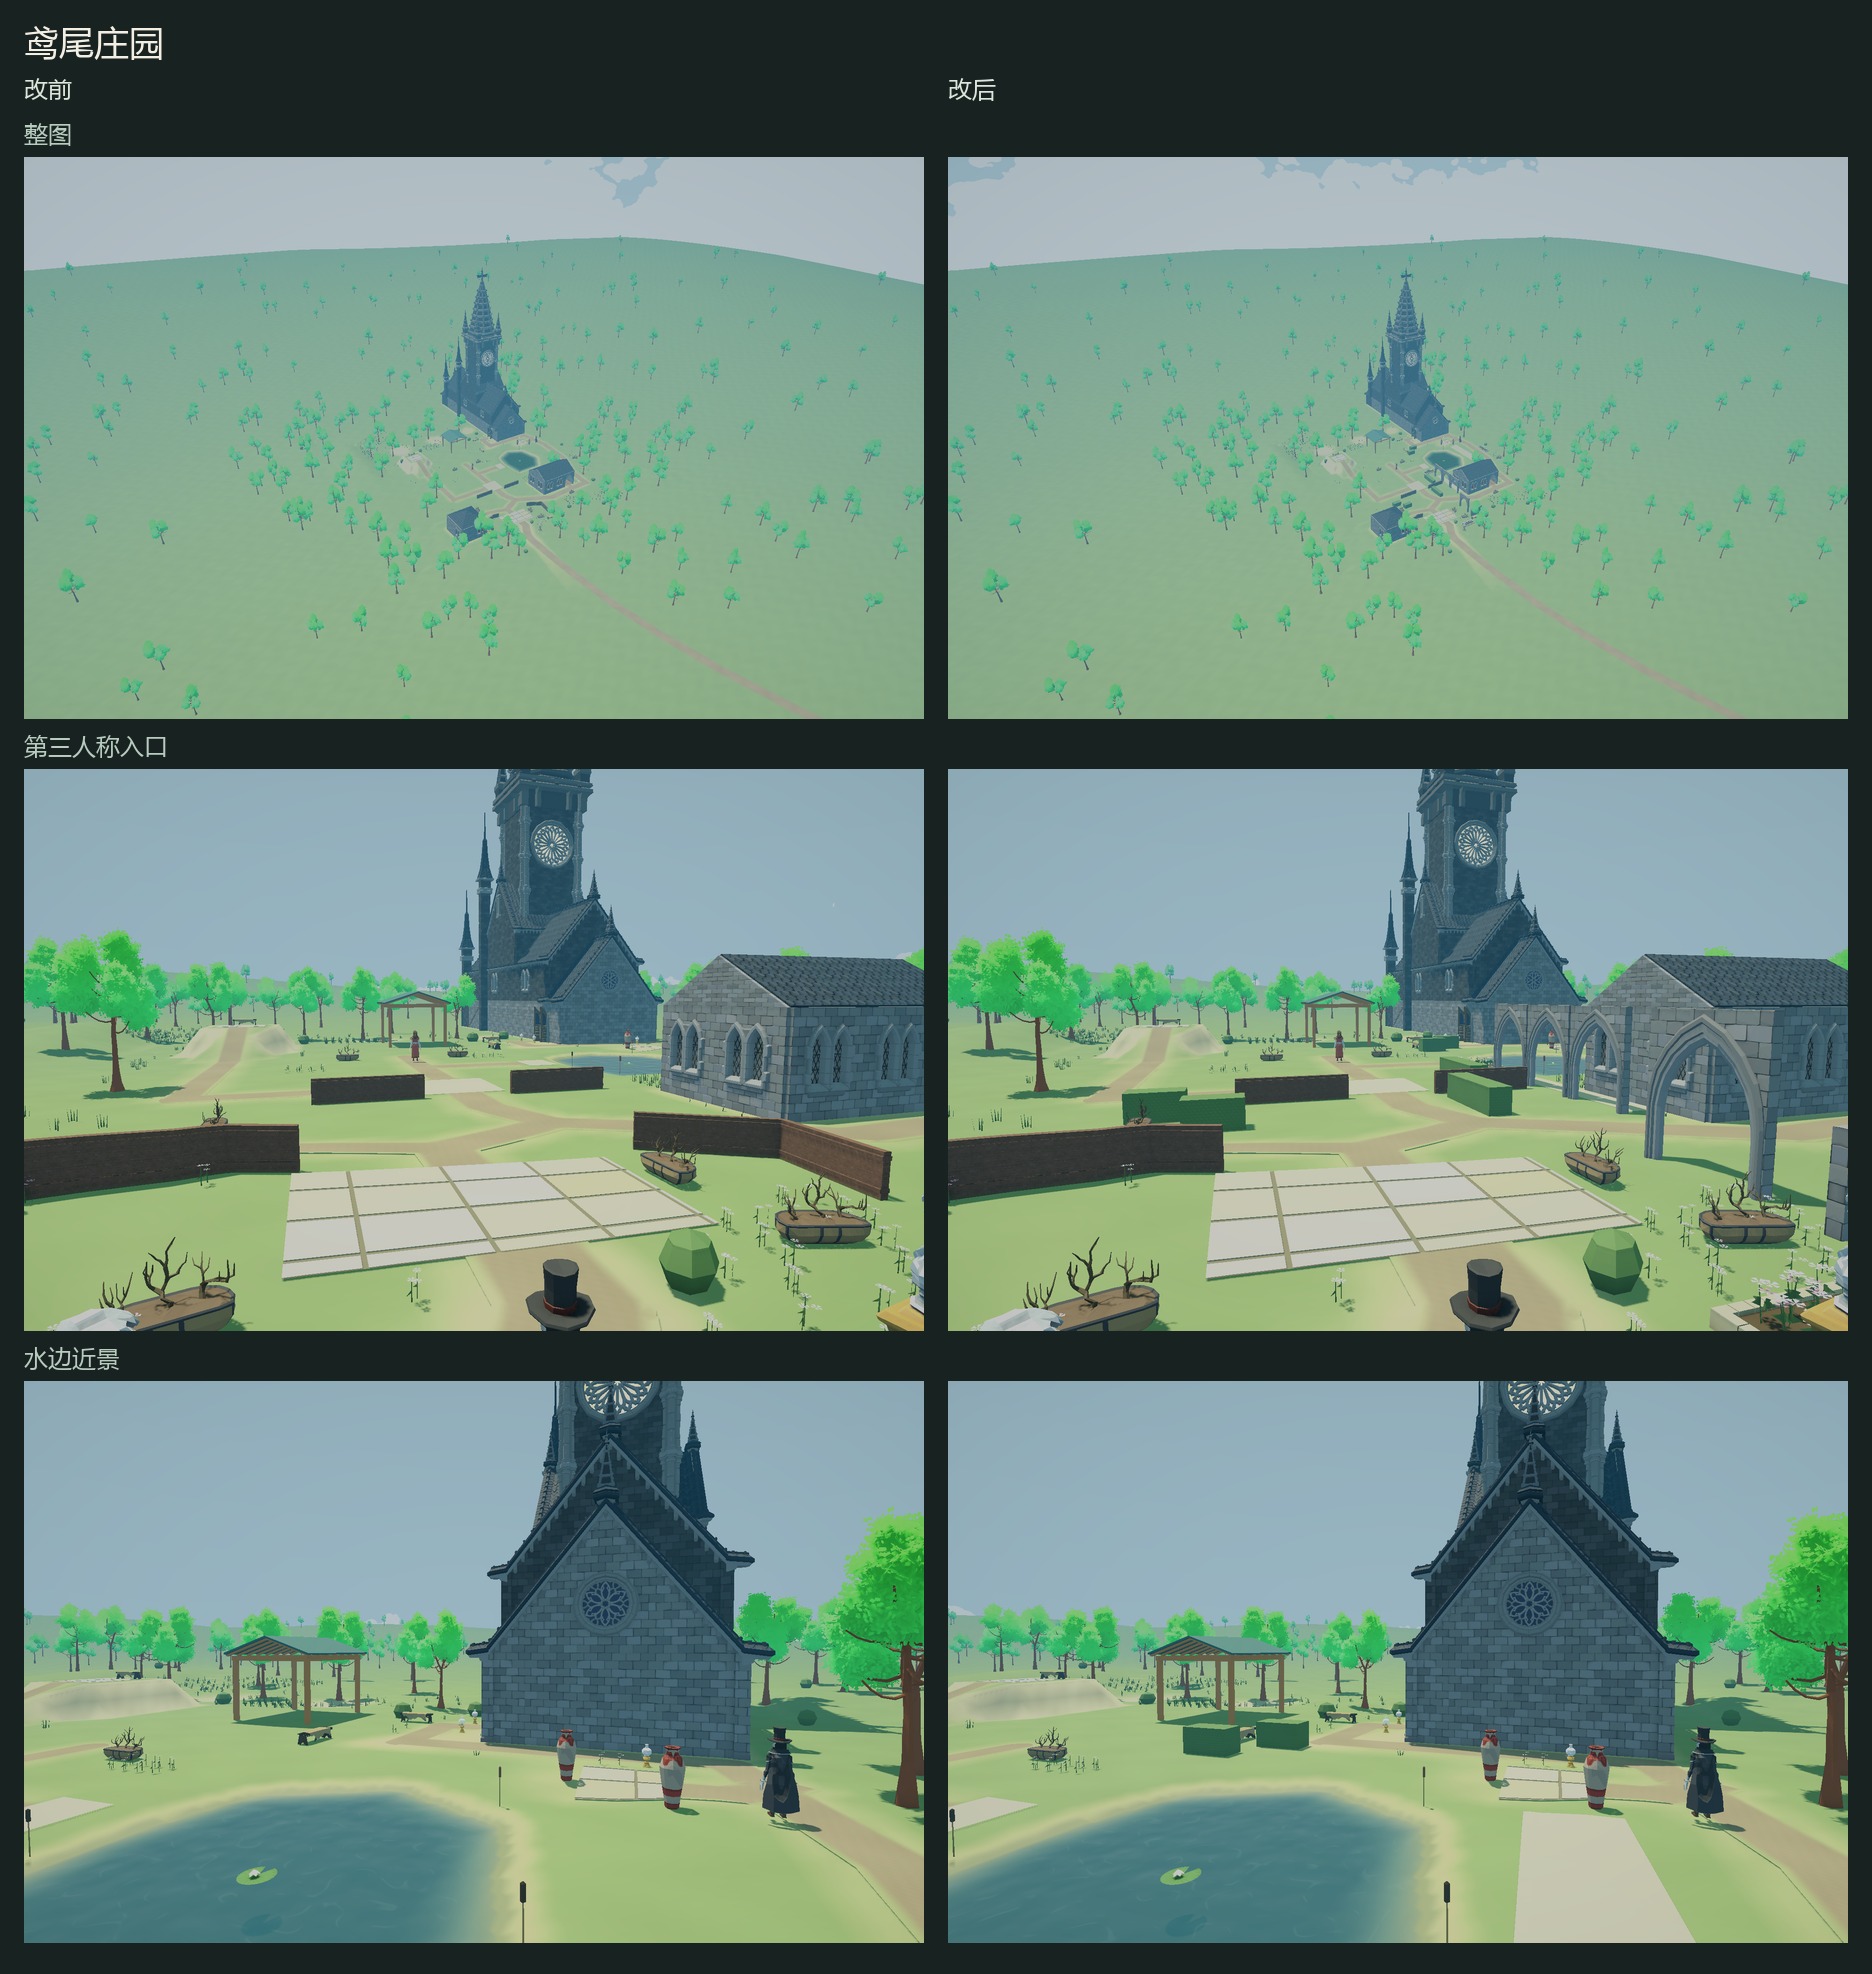 鸢尾庄园
改前
改后
整图
第三人称入口
水边近景